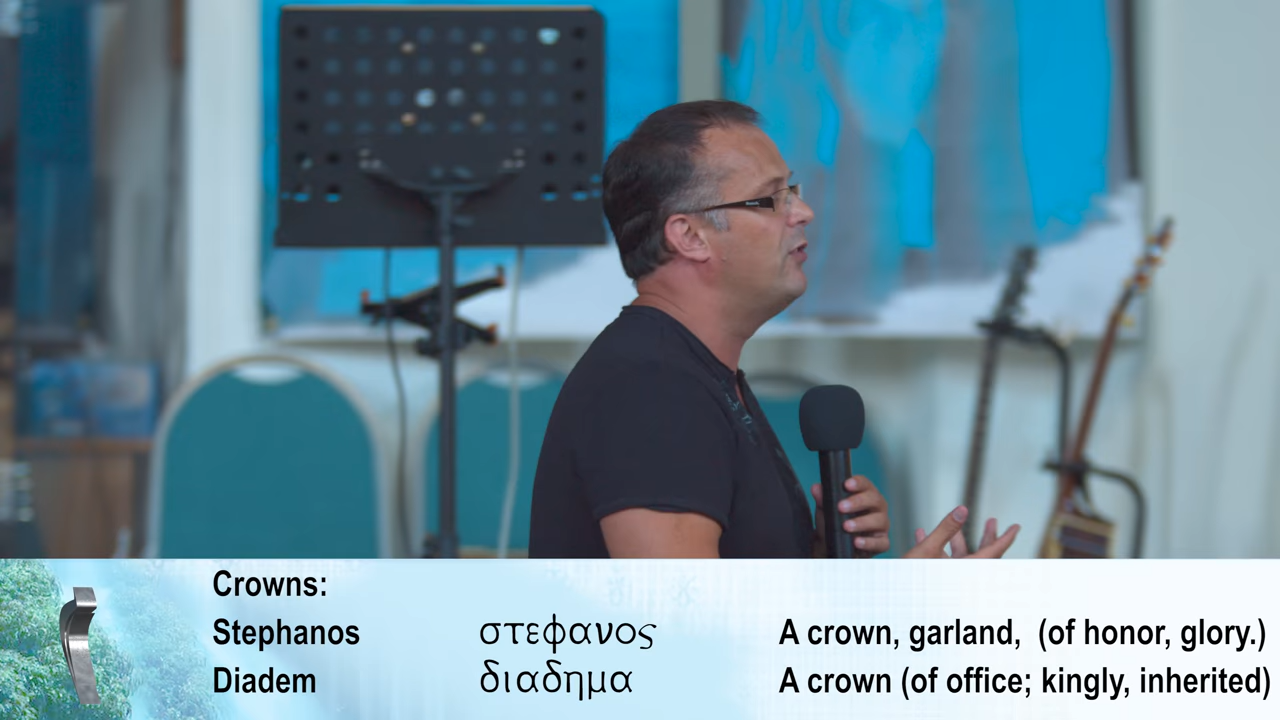 Crowns:
Stephanos στεφανος A crown, garland, (of honor, glory.)
Diadem διαδημα A crown (of office; kingly, inherited)